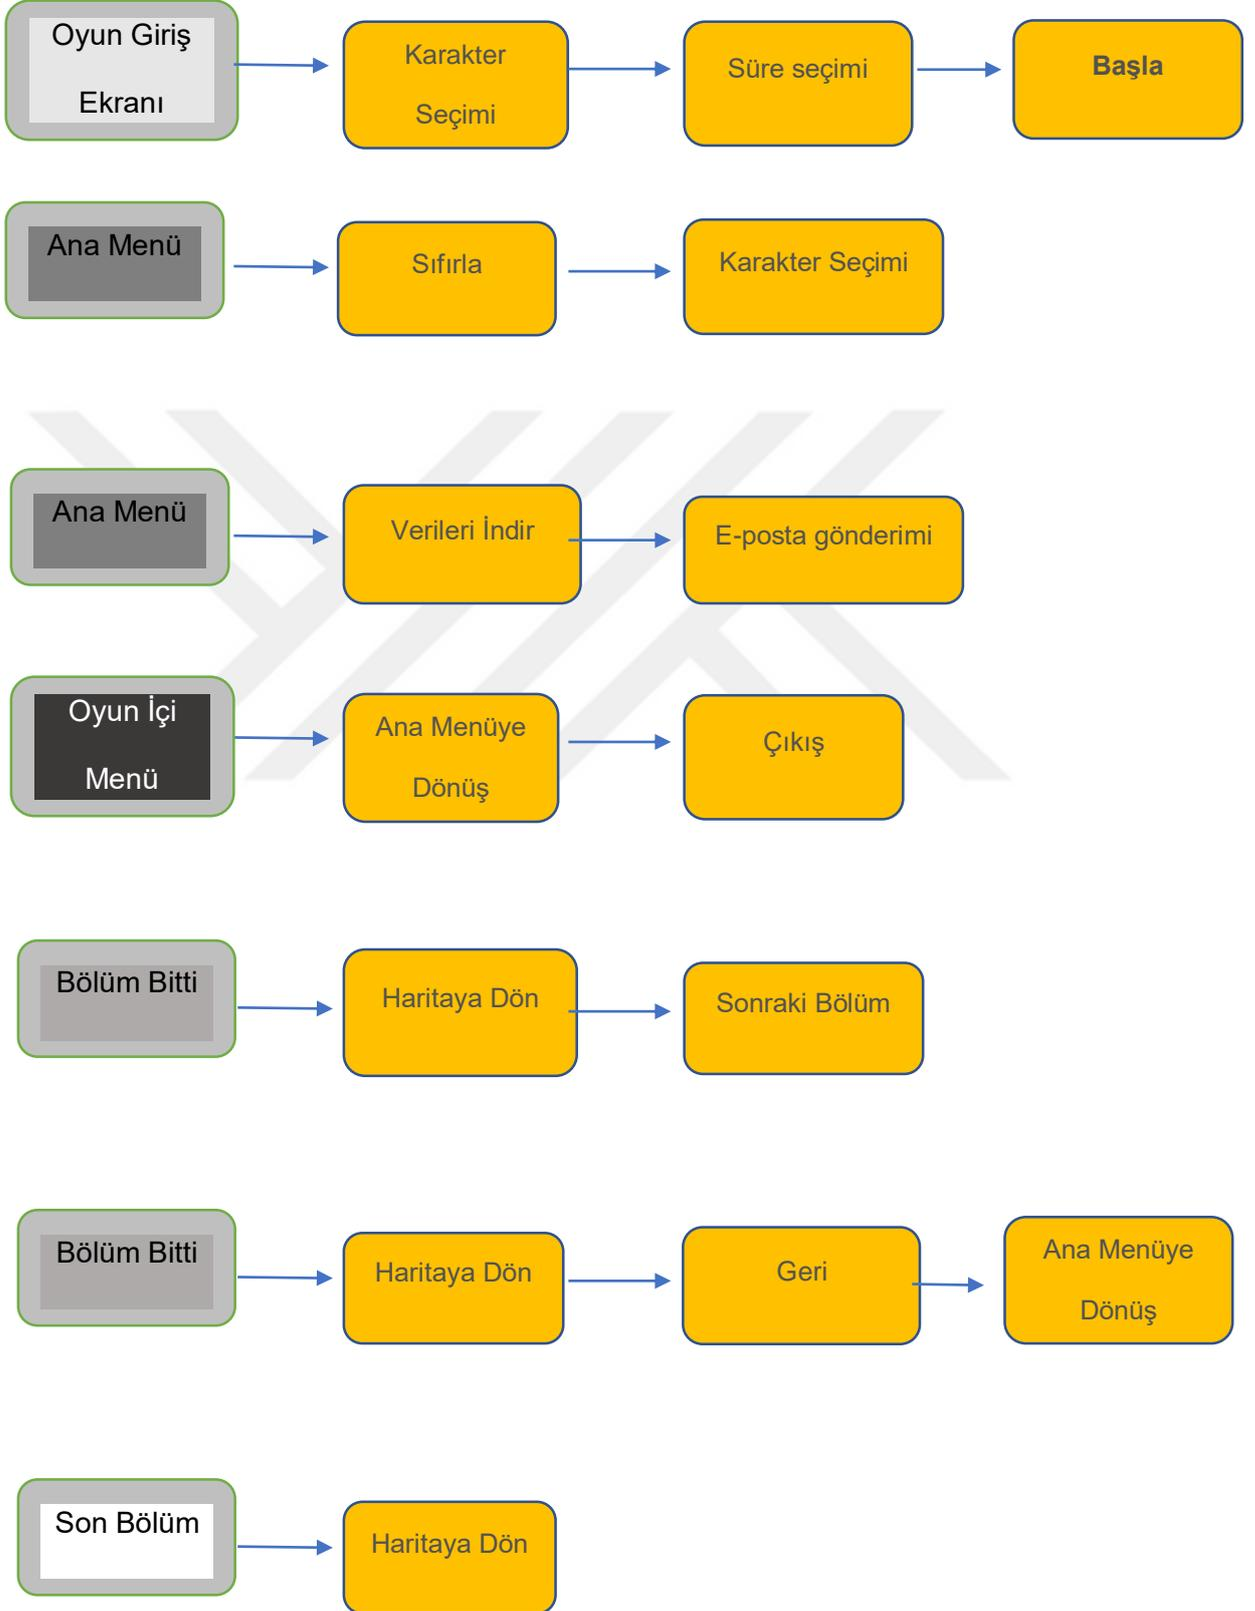 Oyun Giriş
Ekranı
Karakter
Seçimi
Süre seçimi
Başla
Ana Menü
Sıfırla
Karakter Seçimi
Ana Menü
Verileri İndir
E-posta gönderimi
Oyun İçi
Menü
Ana Menüye
Dönüş
Çıkış
Bölüm Bitti
Haritaya Dön
Sonraki Bölüm
Bölüm Bitti
Haritaya Dön
Geri
Ana Menüye
Dönüş
Son Bölüm
Haritaya Dön